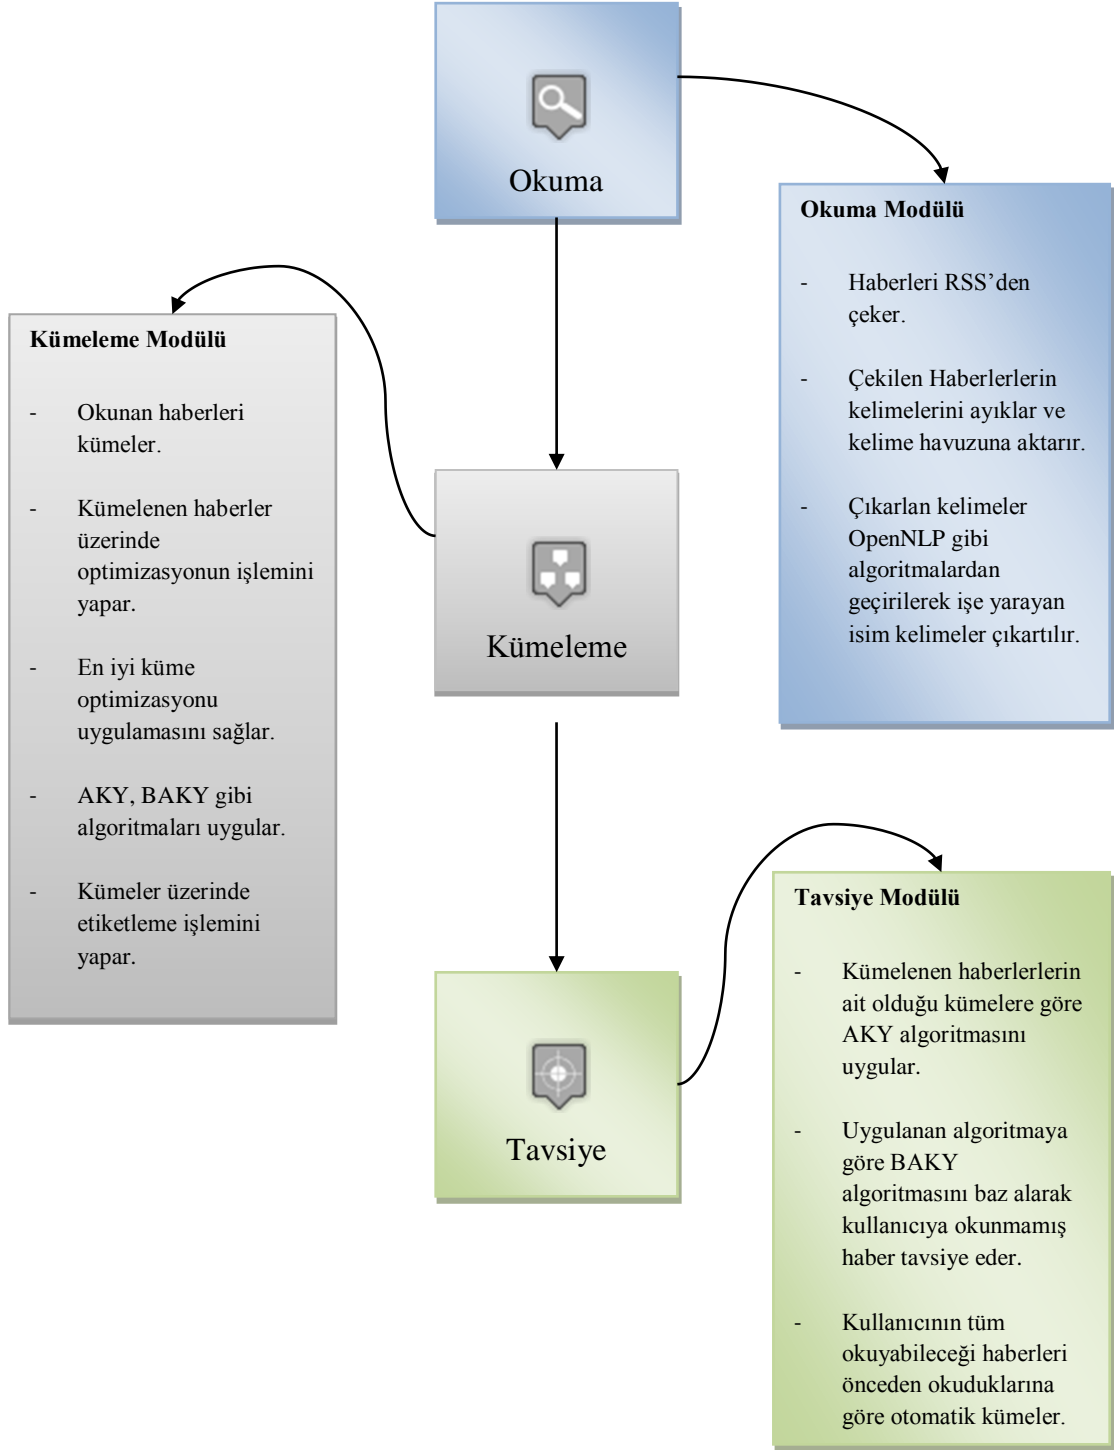 Okuma
Okuma Modülü
- Haberleri RSS’den
çeker.
- Çekilen Haberlerlerin
kelimelerini ayıklar ve
kelime havuzuna aktarır.
- Çıkarlan kelimeler
OpenNLP gibi
algoritmalardan
geçirilerek işe yarayan
isim kelimeler çıkartılır.
Kümeleme Modülü
- Okunan haberleri
kümeler.
- Kümelenen haberler
üzerinde
optimizasyonun işlemini
yapar.
- En iyi küme
optimizasyonu
uygulamasını sağlar.
- AKY, BAKY gibi
algoritmaları uygular.
- Kümeler üzerinde
etiketleme işlemini
yapar.
Kümeleme
Tavsiye
Tavsiye Modülü
- Kümelenen haberlerlerin
ait olduğu kümelere göre
AKY algoritmasını
uygular.
- Uygulanan algoritmaya
göre BAKY
algoritmasını baz alarak
kullanıcıya okunmamış
haber tavsiye eder.
- Kullanıcının tüm
okuyabileceği haberleri
önceden okuduklarına
göre otomatik kümeler.